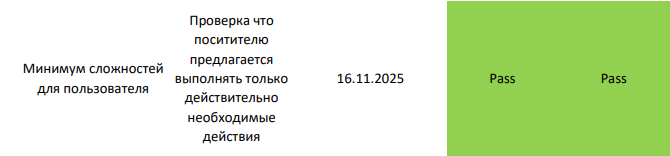 Минимум сложностей
для пользователя
Проверка что
поситителю
предлагается
выполнять только
действительно
необходимые
действия
16.11.2025
Pass
Pass